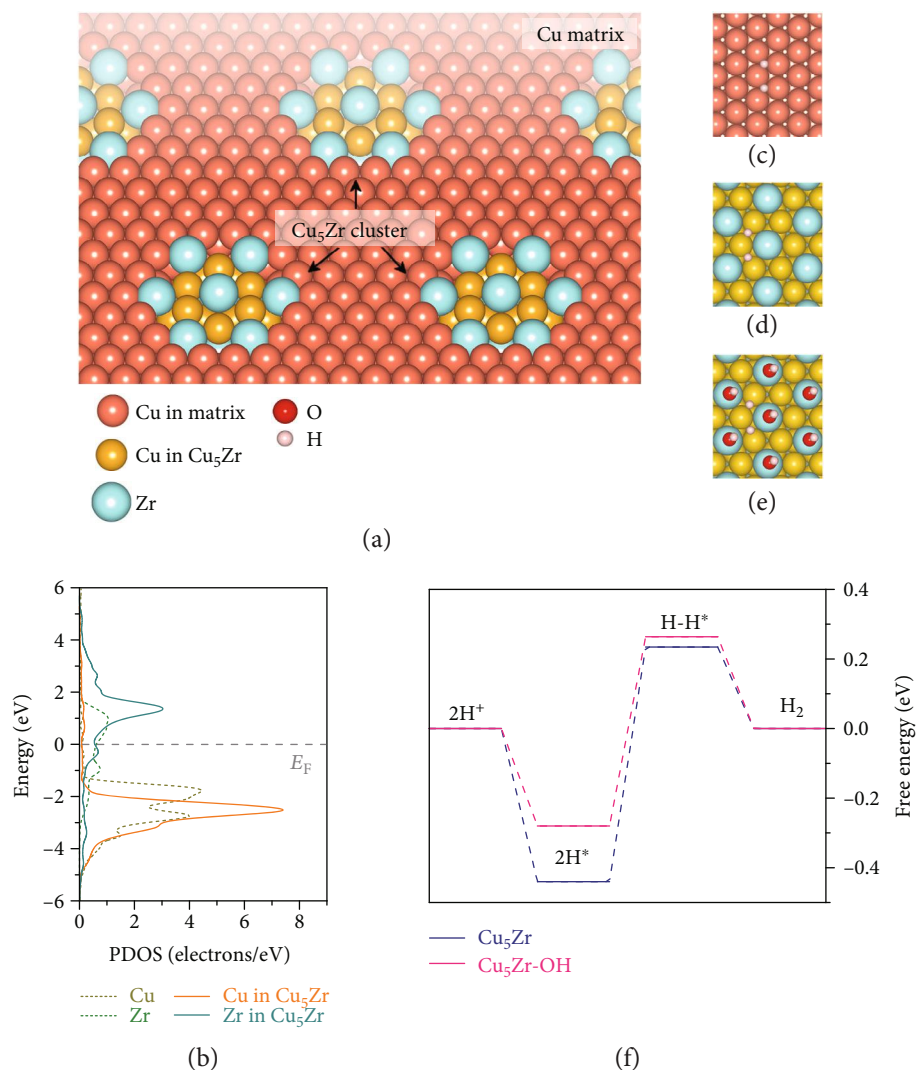 Cu matrix
Cu₅Zr cluster
Cu in matrix
O
Cu in Cu₅Zr
H
Zr
(a)
(c)
(d)
(e)
6
4
2
0
−2
−4
−6
Energy (eV)
E_F
0 2 4 6 8
PDOS (electrons/eV)
Cu
Cu in Cu₅Zr
Zr
Zr in Cu₅Zr
(b)
2H⁺
2H*
H-H*
H₂
0.4
0.2
0.0
−0.2
−0.4
Free energy (eV)
Cu₅Zr
Cu₅Zr-OH
(f)